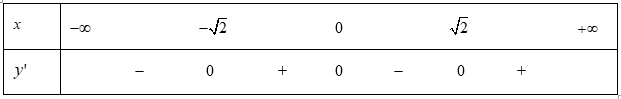 x −∞ −√2 0 √2 +∞
y' − 0 + 0 − 0 +